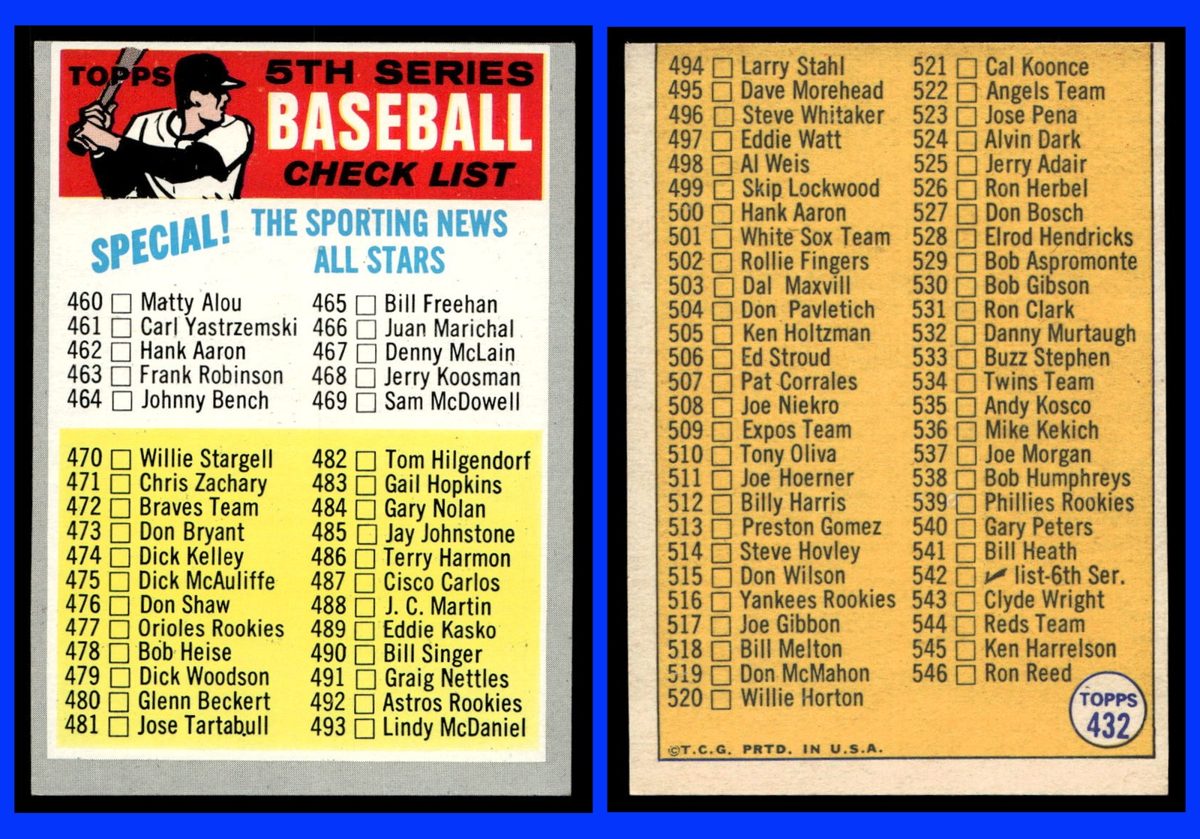 TOPPS
5TH SERIES
BASEBALL
CHECK LIST
SPECIAL! THE SPORTING NEWS
ALL STARS
460 Matty Alou
461 Carl Yastrzemski
462 Hank Aaron
463 Frank Robinson
464 Johnny Bench
465 Bill Freehan
466 Juan Marichal
467 Denny McLain
468 Jerry Koosman
469 Sam McDowell
470 Willie Stargell
471 Chris Zachary
472 Braves Team
473 Don Bryant
474 Dick Kelley
475 Dick McAuliffe
476 Don Shaw
477 Orioles Rookies
478 Bob Heise
479 Dick Woodson
480 Glenn Beckert
481 Jose Tartabull
482 Tom Hilgendorf
483 Gail Hopkins
484 Gary Nolan
485 Jay Johnstone
486 Terry Harmon
487 Cisco Carlos
488 J. C. Martin
489 Eddie Kasko
490 Bill Singer
491 Graig Nettles
492 Astros Rookies
493 Lindy McDaniel
494 Larry Stahl
495 Dave Morehead
496 Steve Whitaker
497 Eddie Watt
498 Al Weis
499 Skip Lockwood
500 Hank Aaron
501 White Sox Team
502 Rollie Fingers
503 Dal Maxvill
504 Don Pavletich
505 Ken Holtzman
506 Ed Stroud
507 Pat Corrales
508 Joe Niekro
509 Expos Team
510 Tony Oliva
511 Joe Hoerner
512 Billy Harris
513 Preston Gomez
514 Steve Hovley
515 Don Wilson
516 Yankees Rookies
517 Joe Gibbon
518 Bill Melton
519 Don McMahon
520 Willie Horton
521 Cal Koonce
522 Angels Team
523 Jose Pena
524 Alvin Dark
525 Jerry Adair
526 Ron Herbel
527 Don Bosch
528 Elrod Hendricks
529 Bob Aspromonte
530 Bob Gibson
531 Ron Clark
532 Danny Murtaugh
533 Buzz Stephen
534 Twins Team
535 Andy Kosco
536 Mike Kekich
537 Joe Morgan
538 Bob Humphreys
539 Phillies Rookies
540 Gary Peters
541 Bill Heath
542 list-6th Ser.
543 Clyde Wright
544 Reds Team
545 Ken Harrelson
546 Ron Reed
TOPPS
432
©T.C.G. PRTD. IN U.S.A.